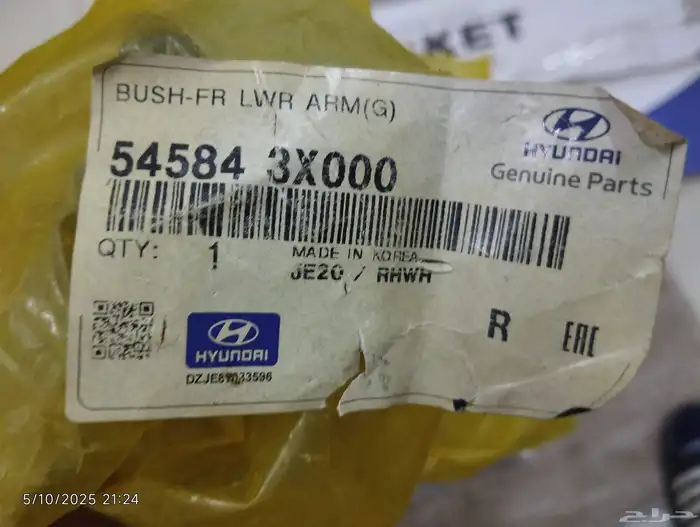 KET
BUSH-FR LWR ARM(G)
HYUNDAI
Genuine Parts
54584 3X000
QTY: 1
MADE IN KOREA
JE20 / RHWH
R
EAC
HYUNDAI
5/10/2025 21:24
حراج